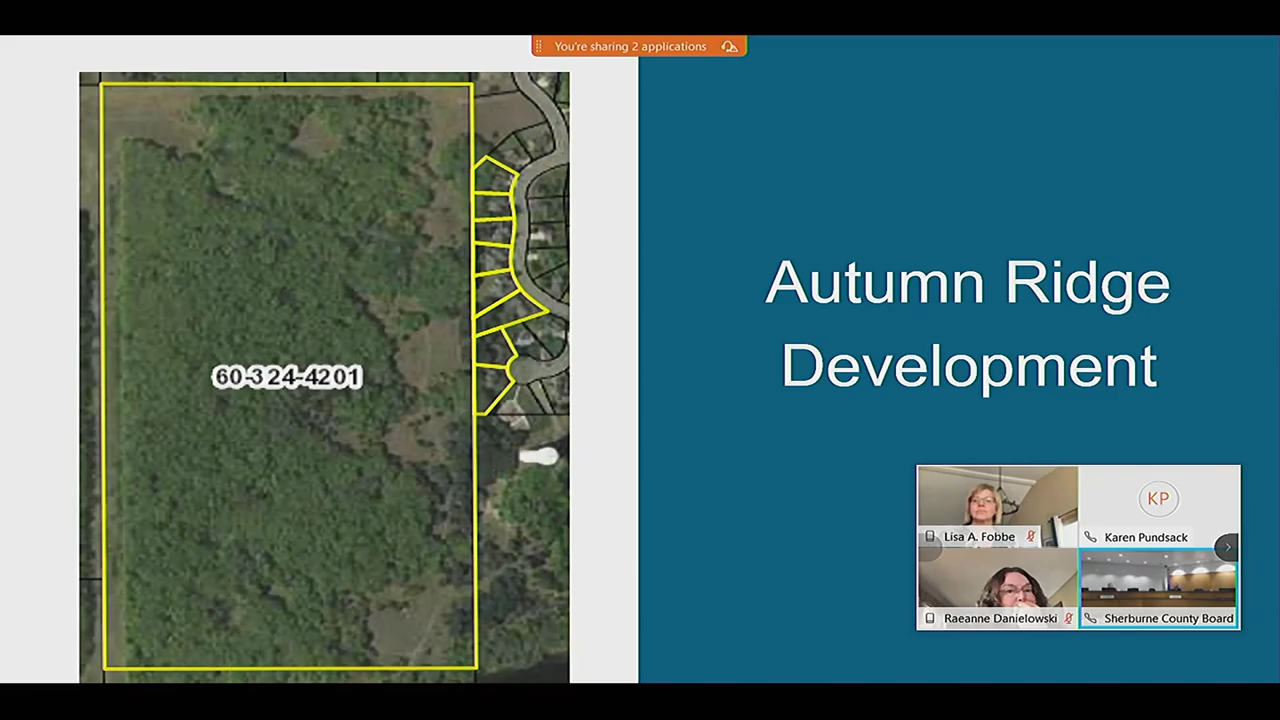 You're sharing 2 applications
60-324-4201
Autumn Ridge
Development
KP
Lisa A. Fobbe
Karen Pundsack
Raeanne Danielowski
Sherburne County Board